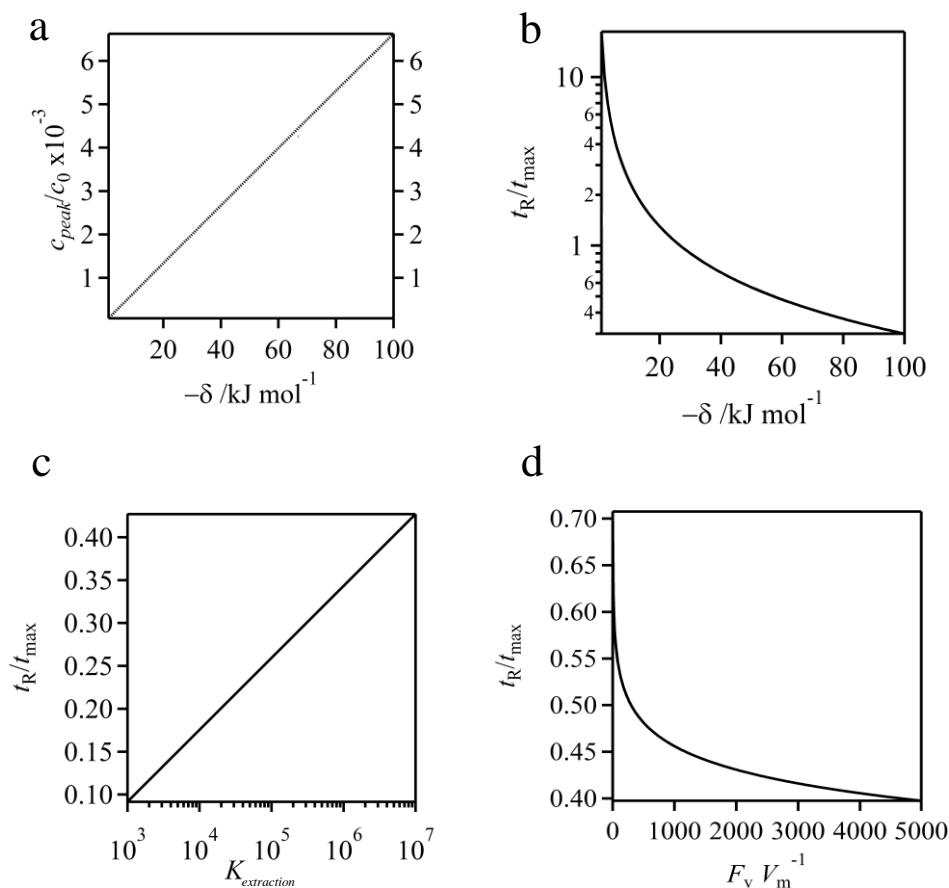 a
c_peak/c_0 x10^-3
6
5
4
3
2
1
6
5
4
3
2
1
20 40 60 80 100
−δ /kJ mol^-1
b
t_R/t_max
10
6
4
2
1
6
4
20 40 60 80 100
−δ /kJ mol^-1
c
t_R/t_max
0.40
0.35
0.30
0.25
0.20
0.15
0.10
10^3 10^4 10^5 10^6 10^7
K_extraction
d
t_R/t_max
0.70
0.65
0.60
0.55
0.50
0.45
0.40
0 1000 2000 3000 4000 5000
F_v V_m^-1